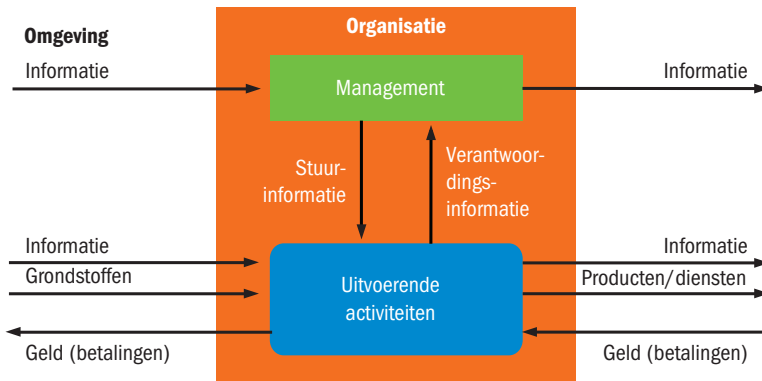 Organisatie
Omgeving
Informatie
Management
Informatie
Stuur-
informatie
Verantwoor-
dings-
informatie
Informatie
Grondstoffen
Uitvoerende
activiteiten
Informatie
Producten/diensten
Geld (betalingen)
Geld (betalingen)